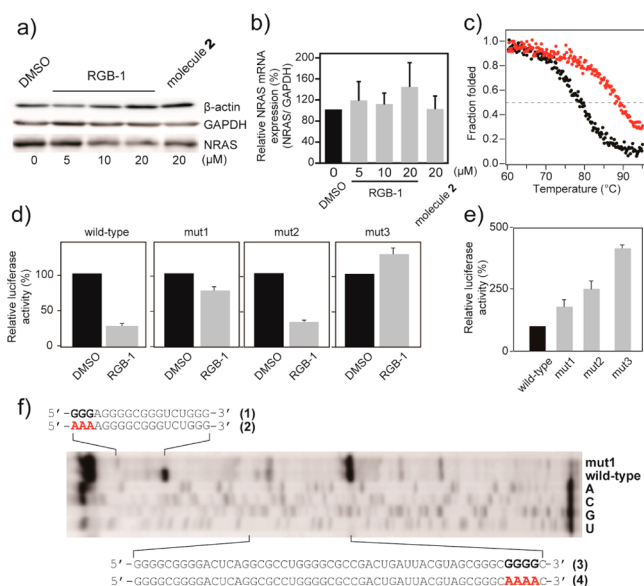 a)
DMSO
RGB-1
molecule 2
β-actin
GAPDH
NRAS
0 5 10 20 20 (μM)
b)
Relative NRAS mRNA
expression (%)
(NRAS/ GAPDH)
200
160
120
80
40
0
0 5 10 20 20 (μM)
DMSO
RGB-1
molecule 2
c)
Fraction folded
1.0
0.8
0.6
0.4
0.2
0.0
60 70 80 90
Temperature (°C)
d)
wild-type mut1 mut2 mut3
Relative luciferase
activity (%)
100
50
0
DMSO RGB-1 DMSO RGB-1 DMSO RGB-1 DMSO RGB-1
e)
Relative luciferase
activity (%)
500
250
0
wild-type mut1 mut2 mut3
f)
5’-GGGAGGGGCGGGUCUGGG-3’ (1)
5’-AAAAGGGGCGGGUCUGGG-3’ (2)
mut1
wild-type
A
C
G
U
5’-GGGGCGGGGACUCAGGCGCCUGGGGCGCCGACUGAUUACGUAGCGGGCGGGGC-3’ (3)
5’-GGGGCGGGGACUCAGGCGCCUGGGGCGCCGACUGAUUACGUAGCGGGCAAAAC-3’ (4)